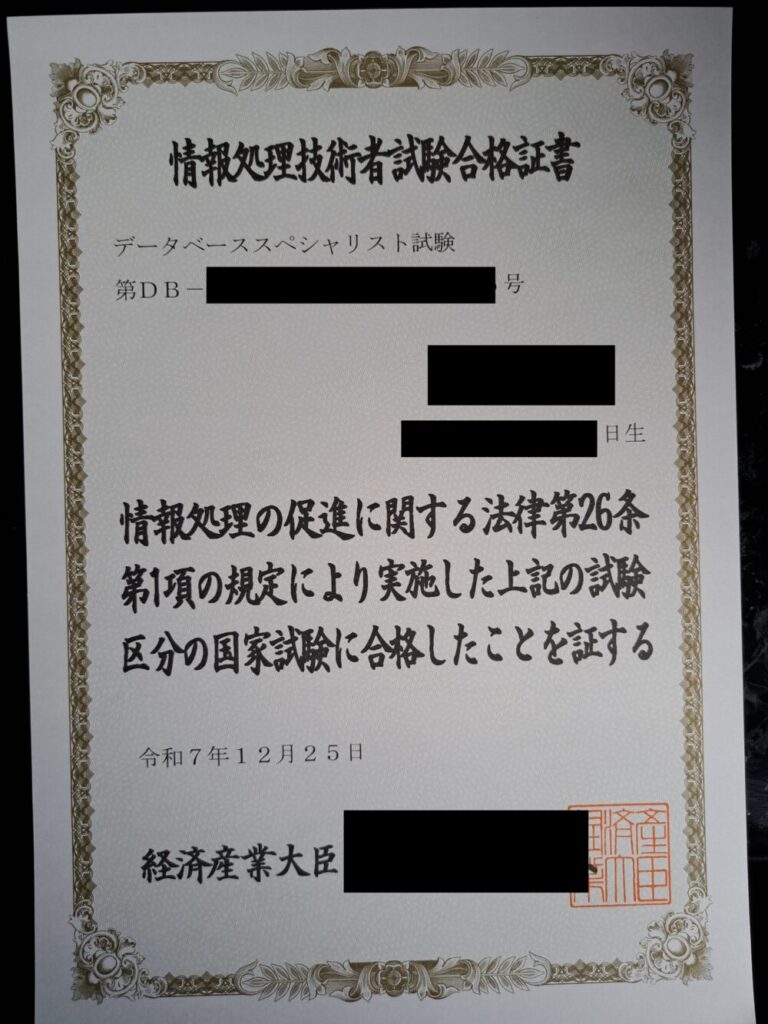 情報処理技術者試験合格証書
データベーススペシャリスト試験
第ＤＢ－ 号
日生
情報処理の促進に関する法律第26条
第1項の規定により実施した上記の試験
区分の国家試験に合格したことを証する
令和７年１２月２５日
経済産業大臣